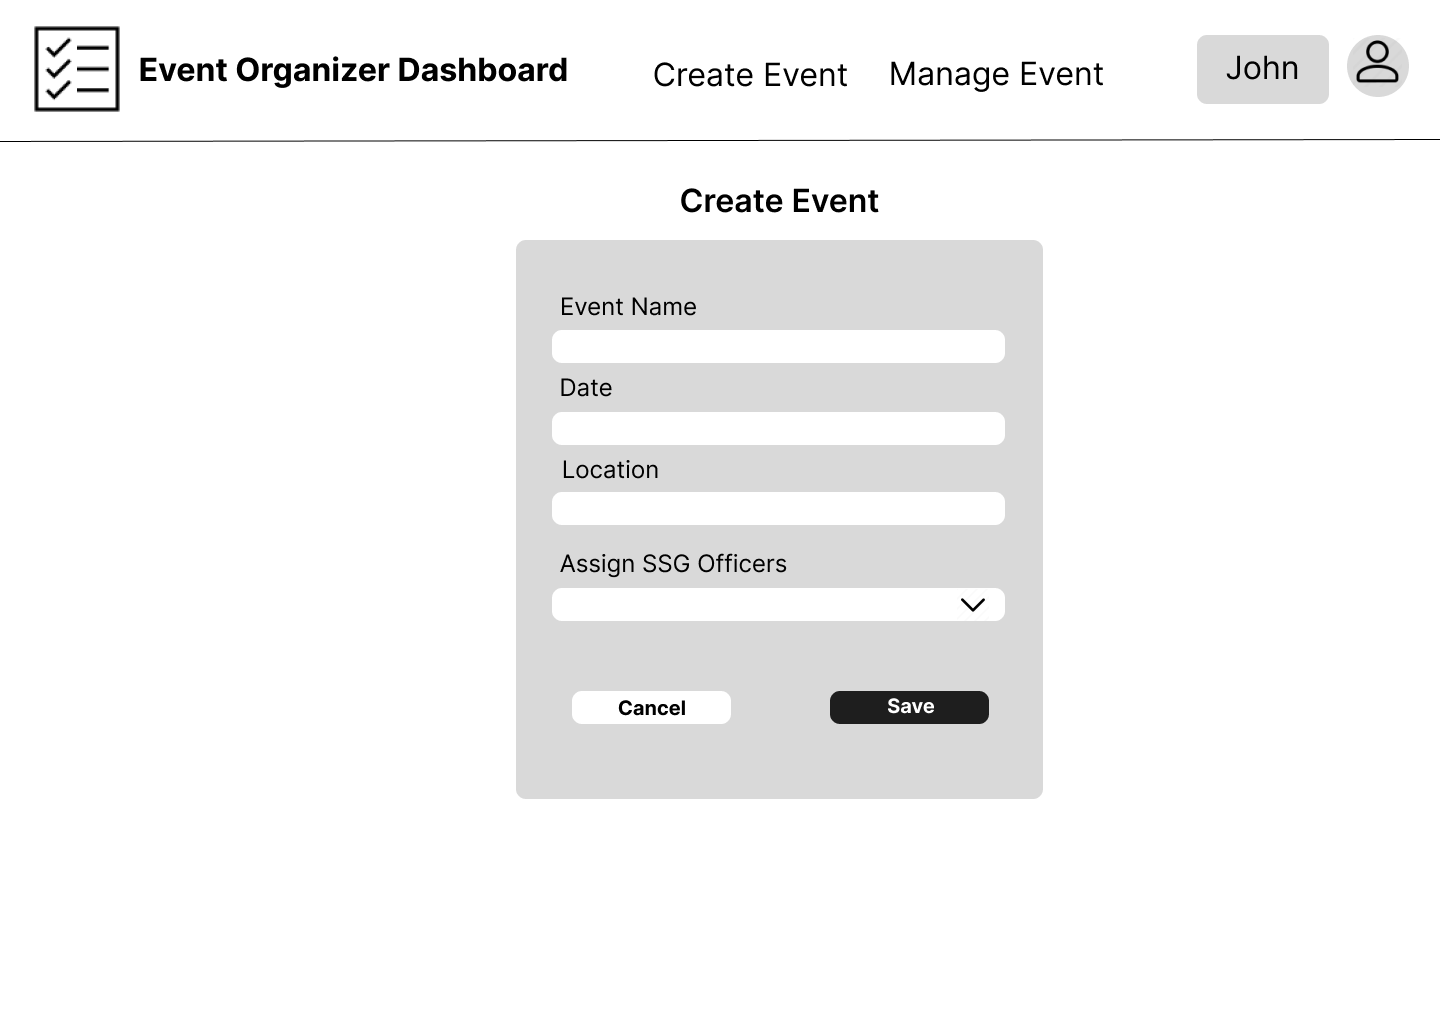 Event Organizer Dashboard
Create Event
Manage Event
John
Create Event
Event Name
Date
Location
Assign SSG Officers
Cancel
Save